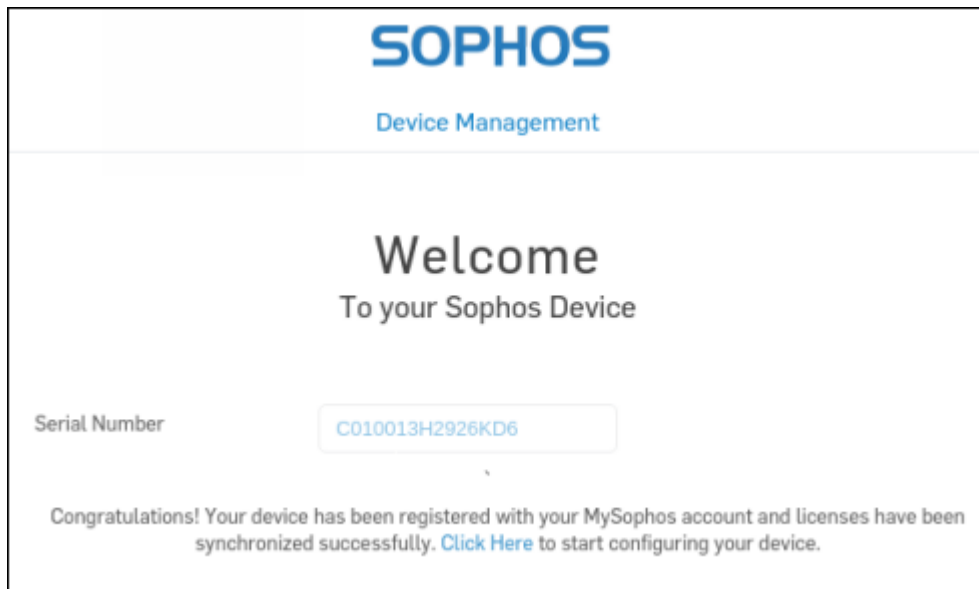 SOPHOS
Device Management
Welcome
To your Sophos Device
Serial Number
C010013H2926KD6
Congratulations! Your device has been registered with your MySophos account and licenses have been
synchronized successfully. Click Here to start configuring your device.